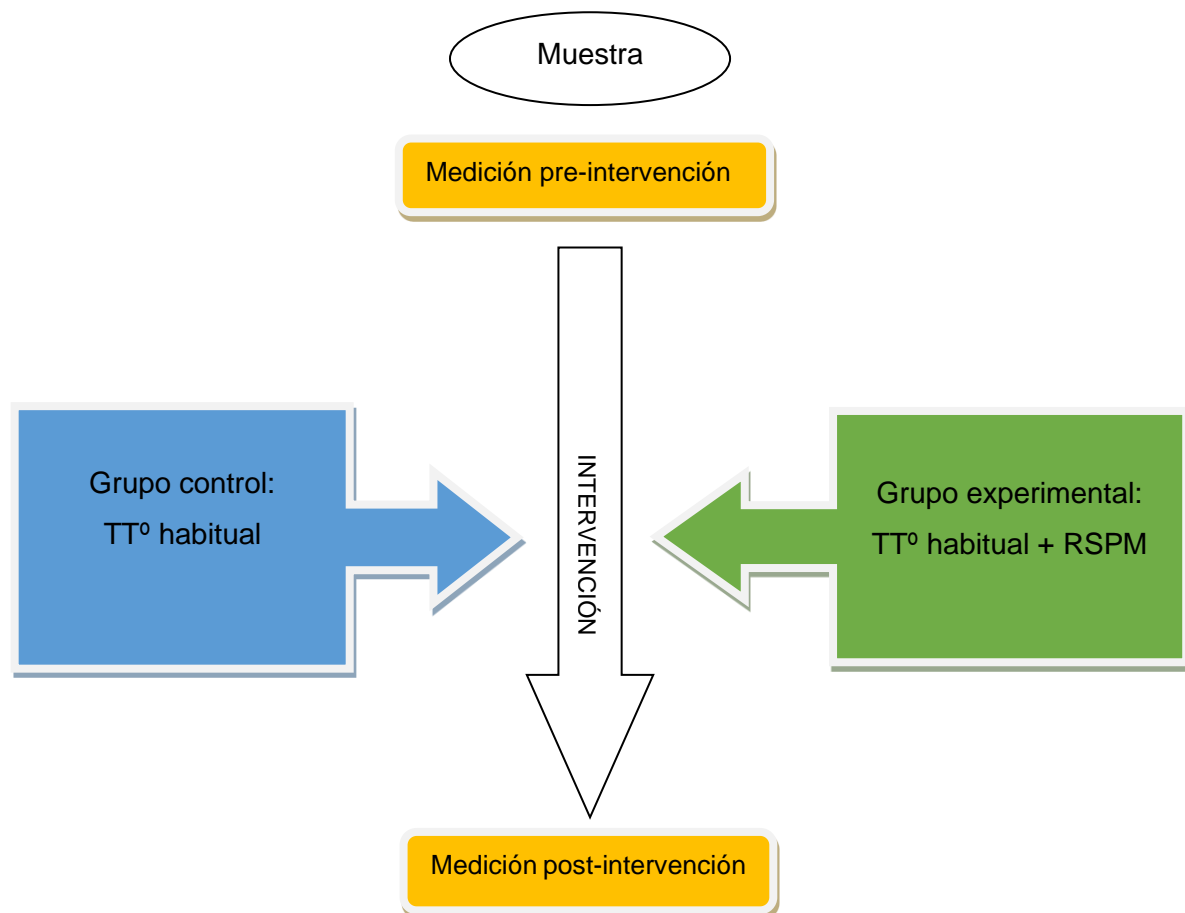 Muestra
Medición pre-intervención
Grupo control:
TTº habitual
INTERVENCIÓN
Grupo experimental:
TTº habitual + RSPM
Medición post-intervención